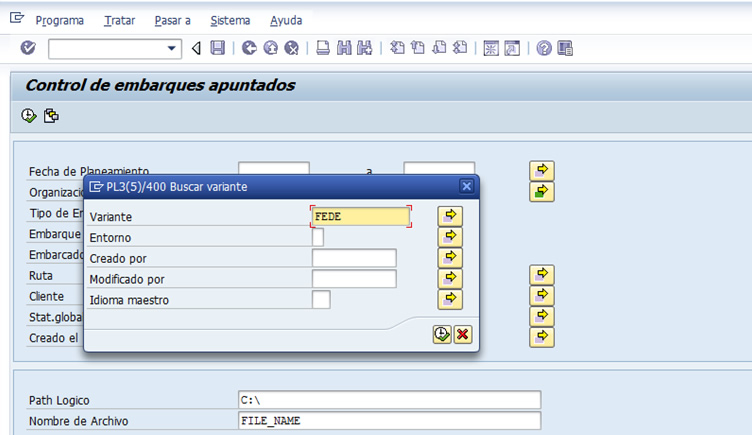 Programa Tratar Pasar a Sistema Ayuda
Control de embarques apuntados
Fecha de Planeamiento a
PL3(5)/400 Buscar variante
Organizaci
Variante FEDE
Tipo de En
Entorno
Embarque
Creado por
Embarcado
Modificado por
Ruta
Idioma maestro
Cliente
Stat.globa
Creado el
Path Logico C:\
Nombre de Archivo FILE_NAME